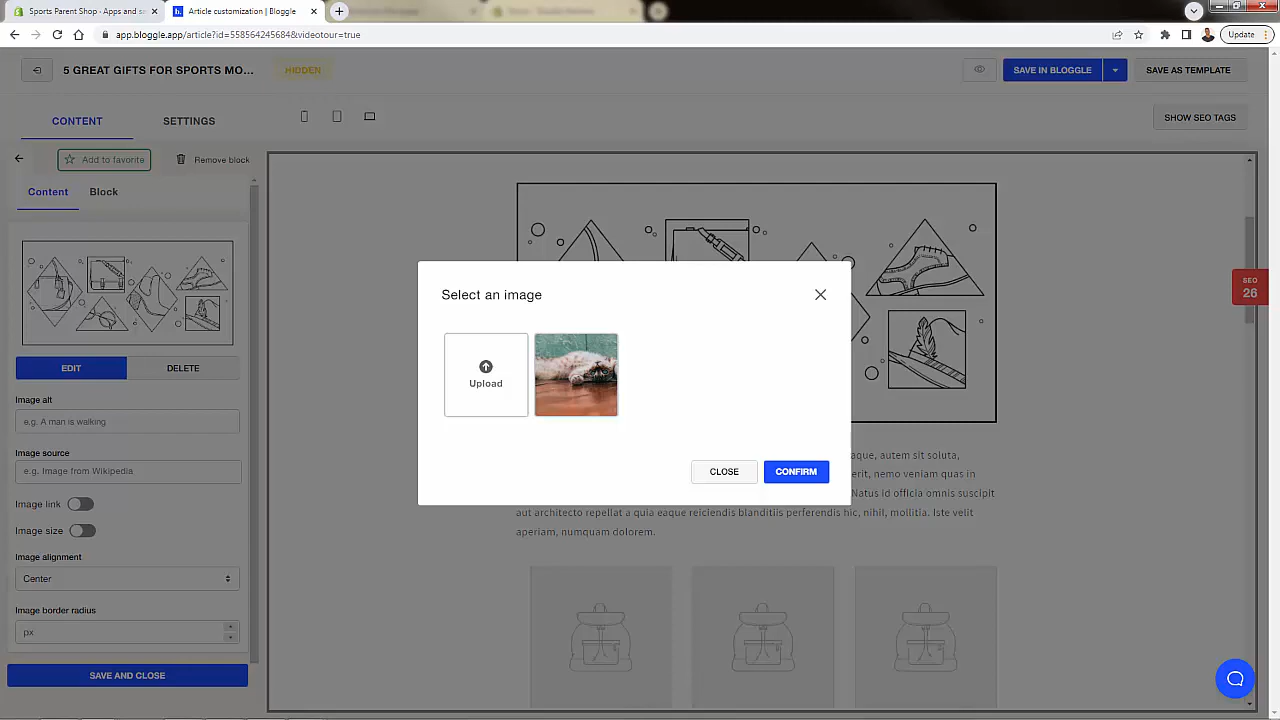 Sports Parent Shop - Apps and s
Article customization | Bloggle
app.bloggle.app/article?id=558564245684&videotour=true
Update
5 GREAT GIFTS FOR SPORTS MO...
HIDDEN
SAVE IN BLOGGLE
SAVE AS TEMPLATE
CONTENT
SETTINGS
SHOW SEO TAGS
Add to favorite
Remove block
Content
Block
EDIT
DELETE
Image alt
e.g. A man is walking
Image source
e.g. Image from Wikipedia
Image link
Image size
Image alignment
Center
Image border radius
px
SAVE AND CLOSE
Select an image
Upload
CLOSE
CONFIRM
SEO
26
aque, autem sit soluta,
erit, nemo veniam quas in
Natus id officia omnis suscipit
aut architecto repellat a quia eaque reiciendis blanditiis perferendis hic, nihil, mollitia. Iste velit
aperiam, numquam dolorem.